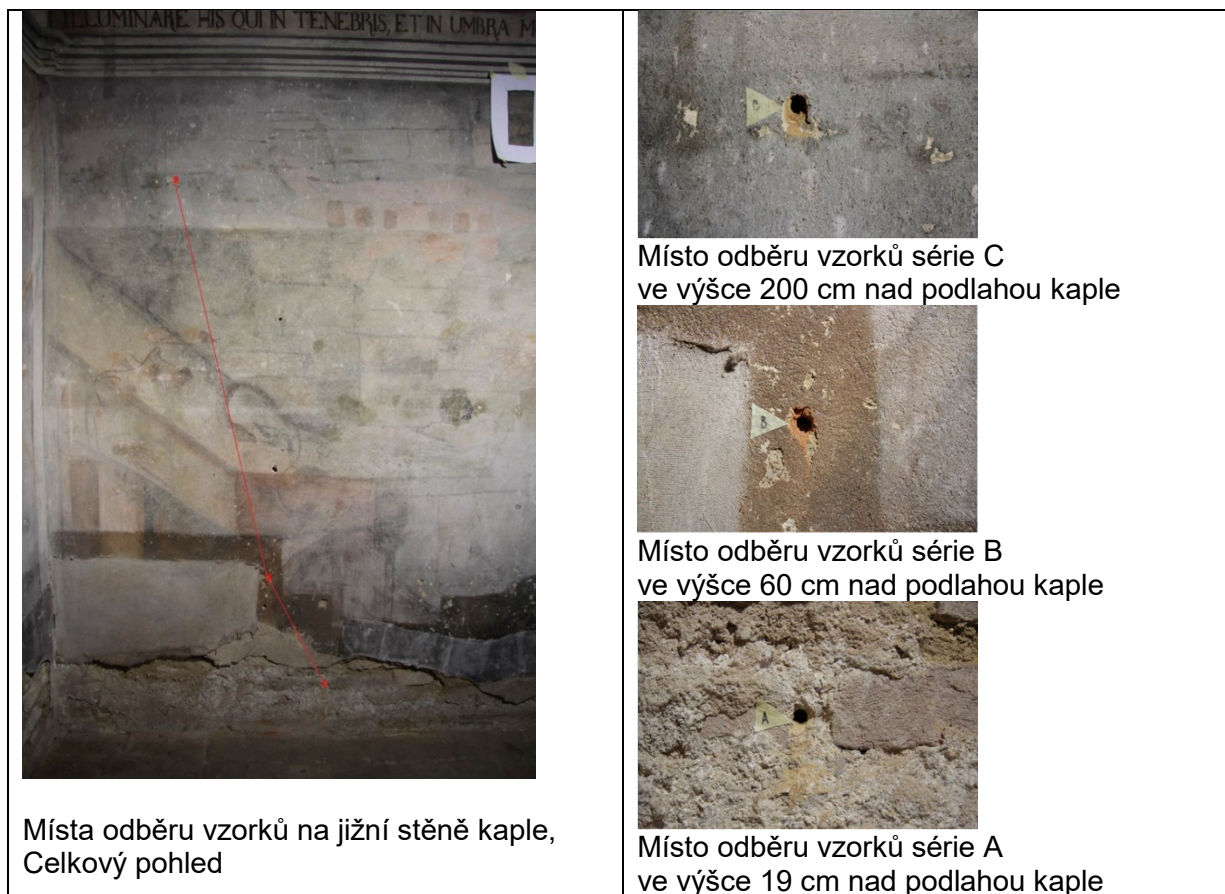 ILLUMINARE HIS QUI IN TENEBRIS, ET IN UMBRA
Místa odběru vzorků na jižní stěně kaple,
Celkový pohled
Místo odběru vzorků série C
ve výšce 200 cm nad podlahou kaple
B
Místo odběru vzorků série B
ve výšce 60 cm nad podlahou kaple
A
Místo odběru vzorků série A
ve výšce 19 cm nad podlahou kaple